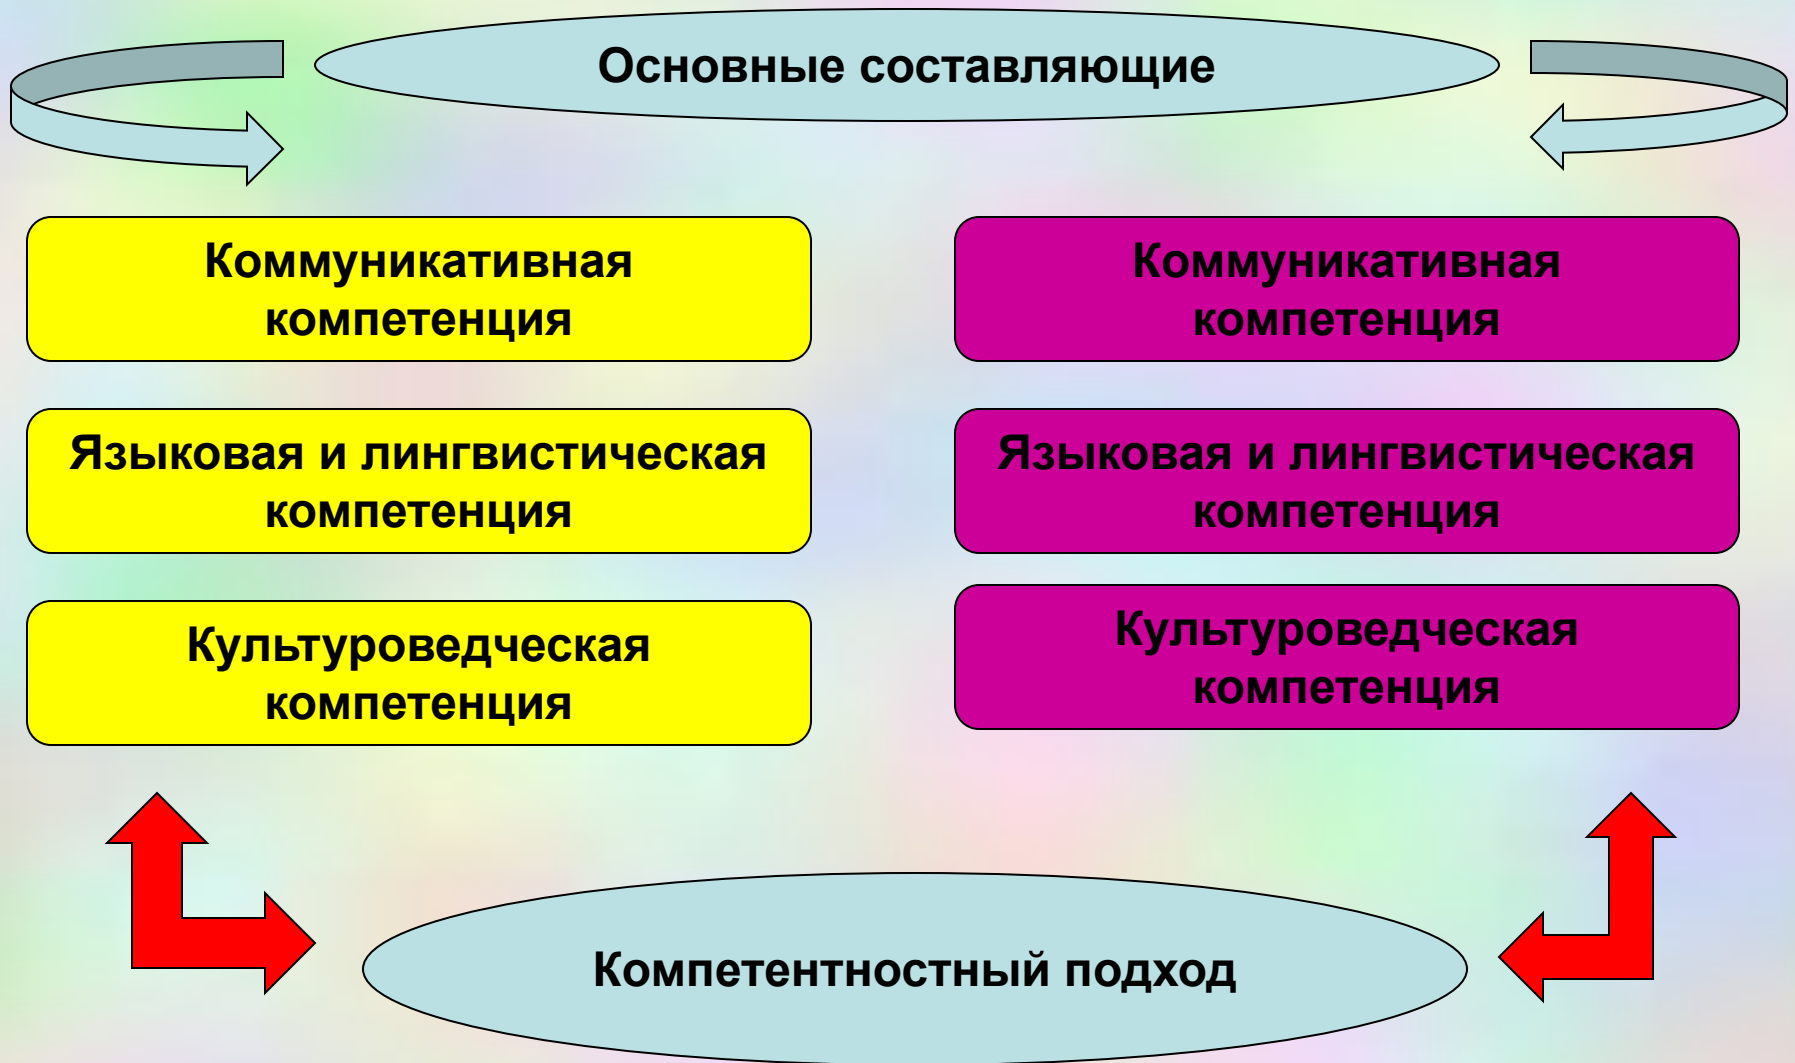 Основные составляющие
Коммуникативная
компетенция
Языковая и лингвистическая
компетенция
Культуроведческая
компетенция
Коммуникативная
компетенция
Языковая и лингвистическая
компетенция
Культуроведческая
компетенция
Компетентностный подход